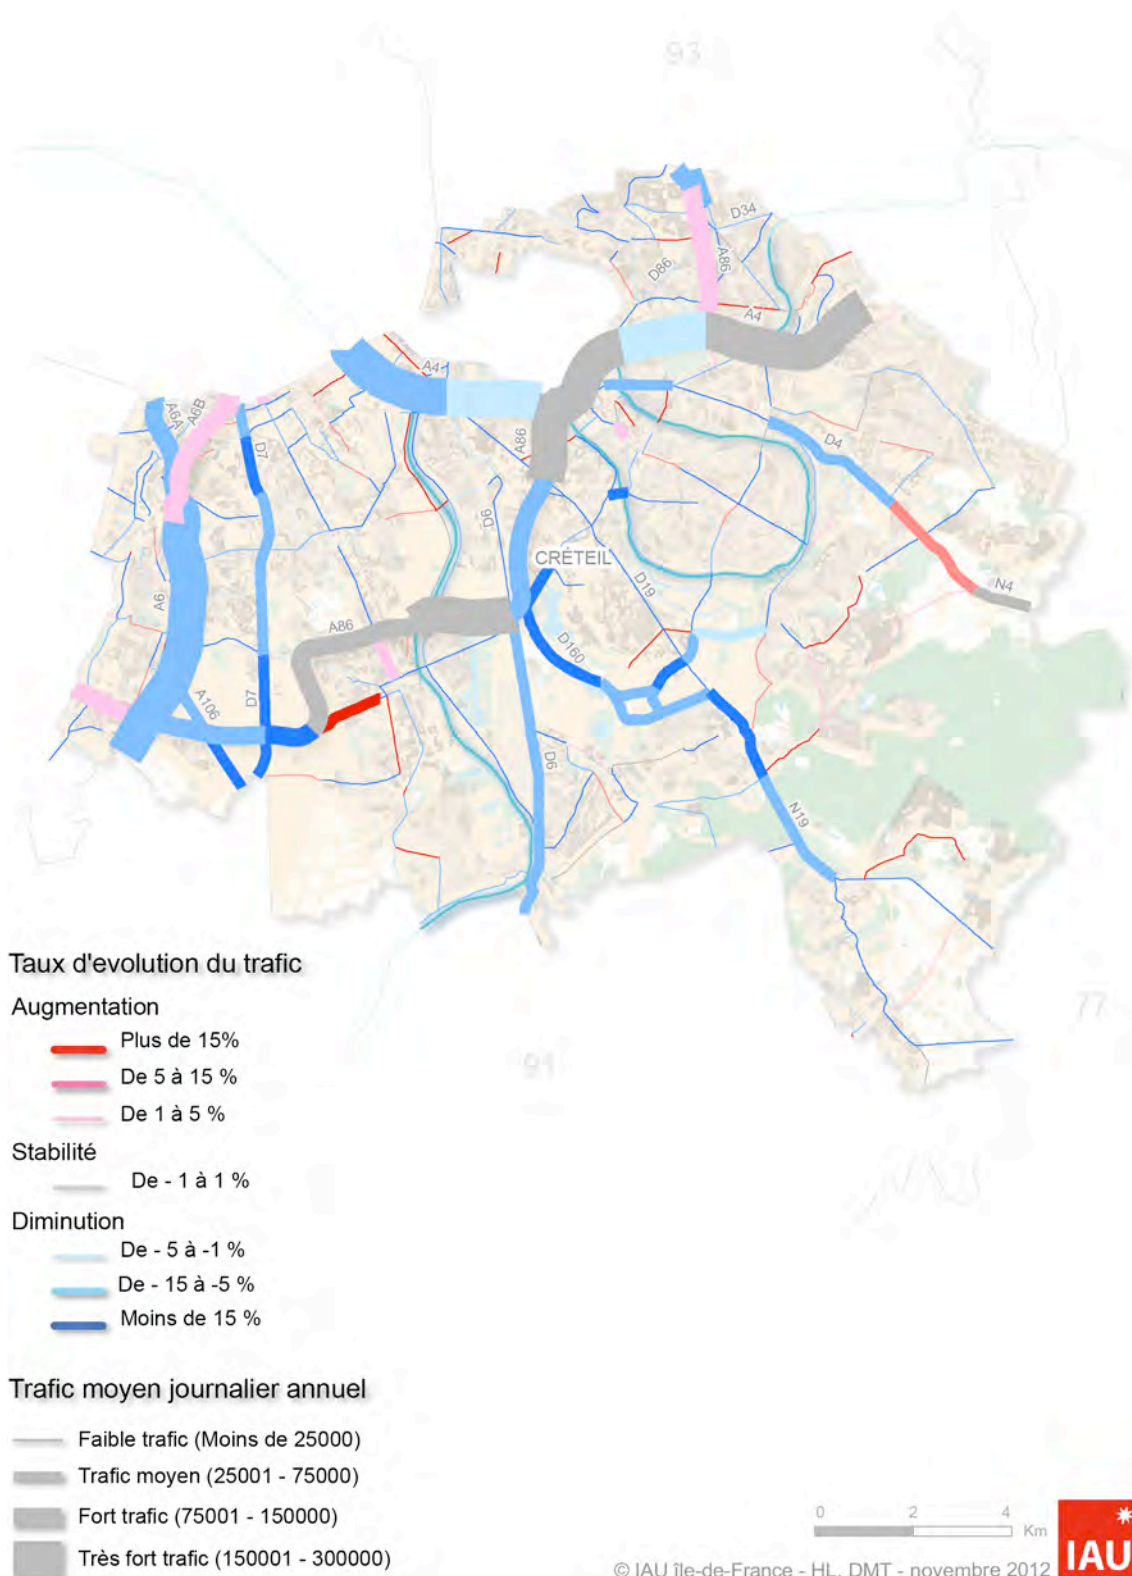 93
D34
D86
A86
A4
A4
A6A
A6B
D7
A86
D4
D6
CRÉTEIL
N4
D19
A6
A86
D160
A106
D7
D6
N19
77
91
Taux d'evolution du trafic
Augmentation
Plus de 15%
De 5 à 15 %
De 1 à 5 %
Stabilité
De - 1 à 1 %
Diminution
De - 5 à -1 %
De - 15 à -5 %
Moins de 15 %
Trafic moyen journalier annuel
Faible trafic (Moins de 25000)
Trafic moyen (25001 - 75000)
Fort trafic (75001 - 150000)
Très fort trafic (150001 - 300000)
0 2 4
Km
© IAU île-de-France - HL, DMT - novembre 2012
IAU